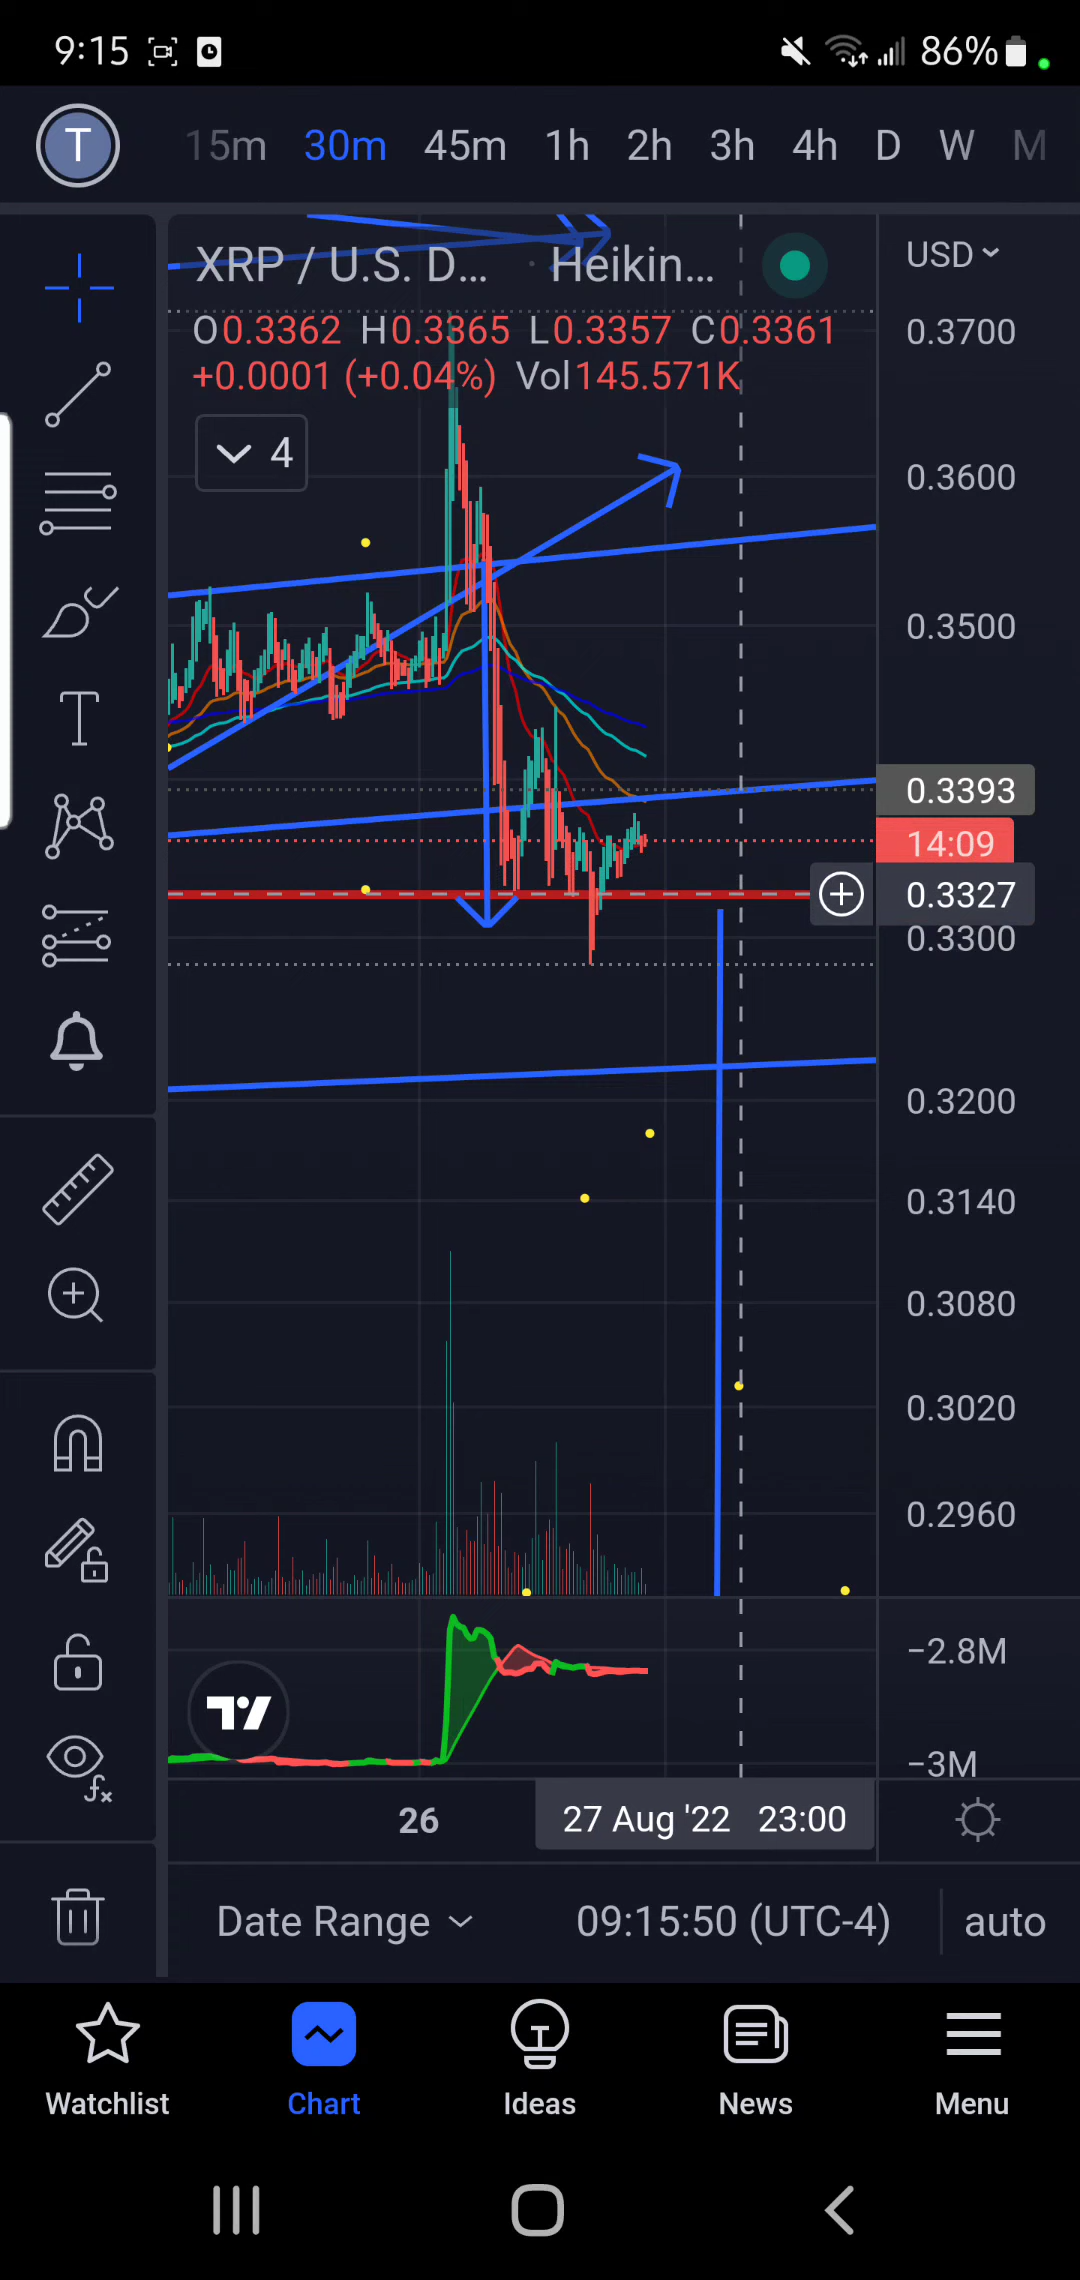 9:15 86%
T 15m 30m 45m 1h 2h 3h 4h D W M
XRP / U.S. D... · Heikin... USD
O0.3362 H0.3365 L0.3357 C0.3361
+0.0001 (+0.04%) Vol145.571K
4
0.3700
0.3600
0.3500
0.3393
14:09
0.3327
0.3300
0.3200
0.3140
0.3080
0.3020
0.2960
−2.8M
−3M
26 27 Aug '22 23:00
Date Range 09:15:50 (UTC-4) auto
Watchlist Chart Ideas News Menu